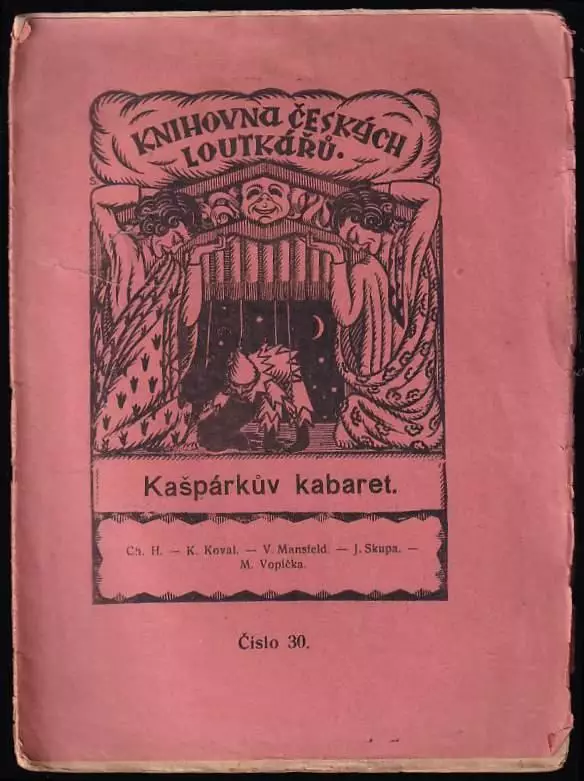 KNIHOVNA ČESKÝCH
LOUTKÁŘŮ.
Kašpárkův kabaret.
Ch. H. — K. Koval. — V. Mansfeld. — J. Skupa. —
M. Vopička.
Číslo 30.